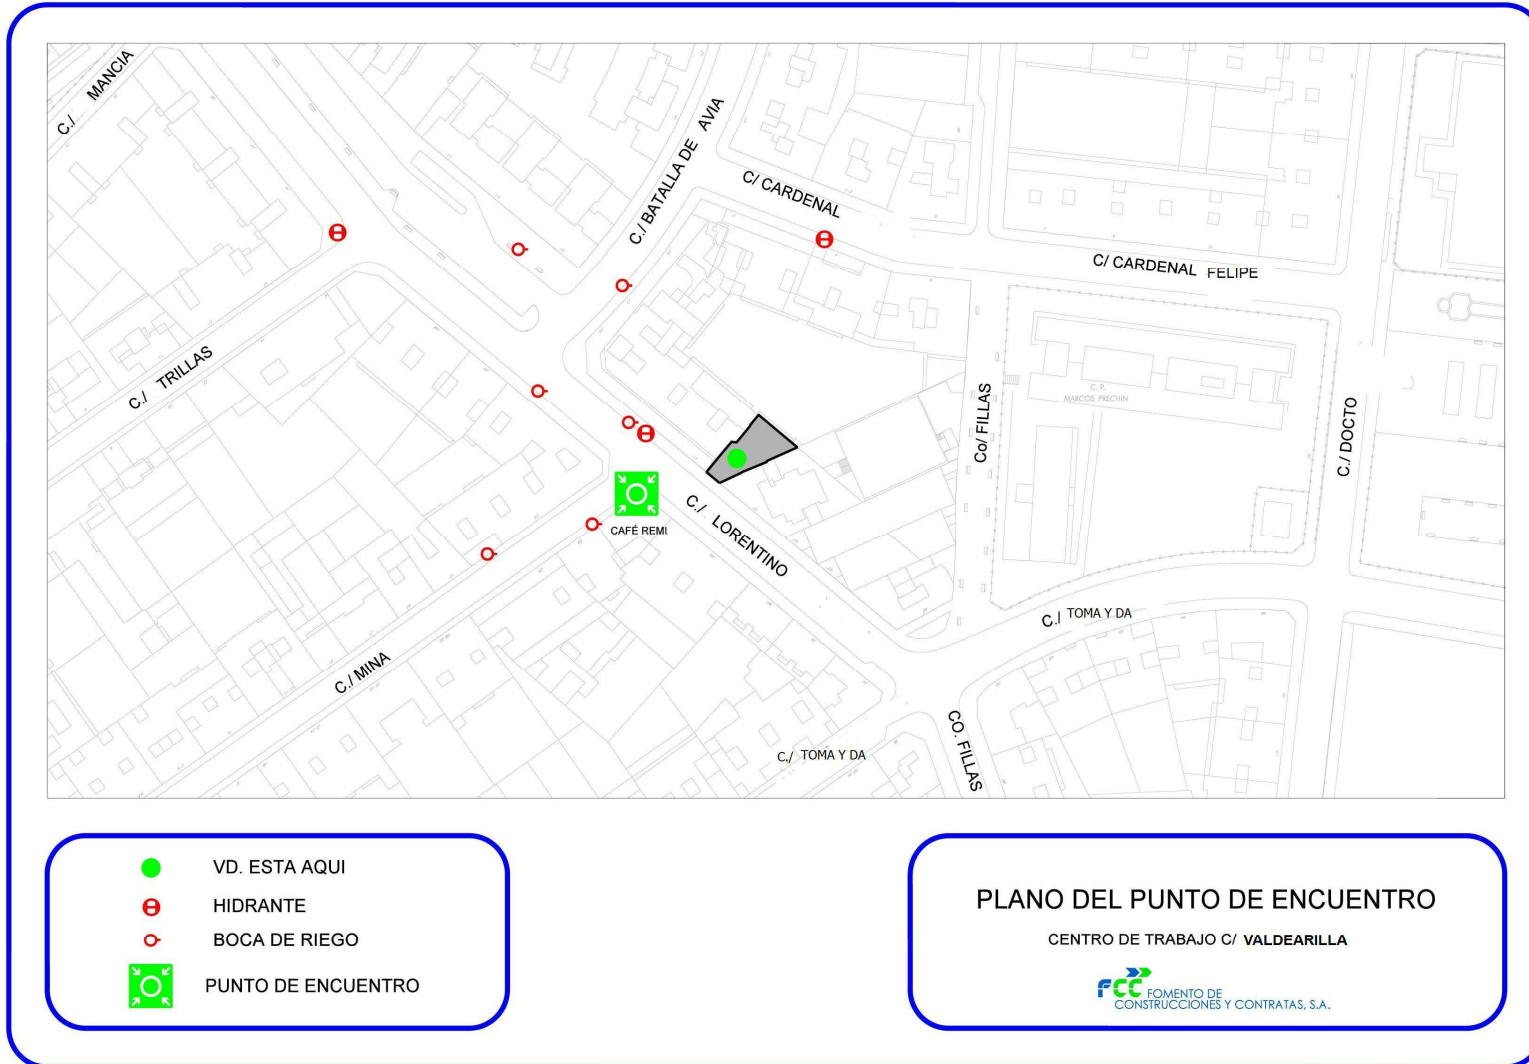 C./ MANCIA
C./ BATALLA DE AVIA
C/ CARDENAL
C/ CARDENAL FELIPE
C./ TRILLAS
C. P.
MARCOS FRECHIN
Co/ FILLAS
C./ DOCTO
CAFÉ REMI
C./ LORENTINO
C./ TOMA Y DA
C./ MINA
C./ TOMA Y DA
CO. FILLAS
VD. ESTA AQUI
HIDRANTE
BOCA DE RIEGO
PUNTO DE ENCUENTRO
PLANO DEL PUNTO DE ENCUENTRO
CENTRO DE TRABAJO C/ VALDEARILLA
FCC FOMENTO DE
CONSTRUCCIONES Y CONTRATAS, S.A.